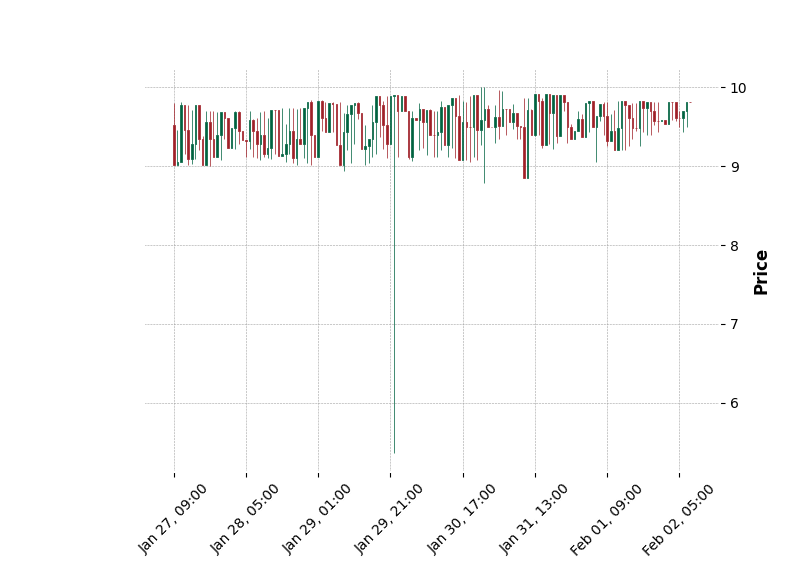 10
9
8
7
6
Price
Jan 27, 09:00
Jan 28, 05:00
Jan 29, 01:00
Jan 29, 21:00
Jan 30, 17:00
Jan 31, 13:00
Feb 01, 09:00
Feb 02, 05:00